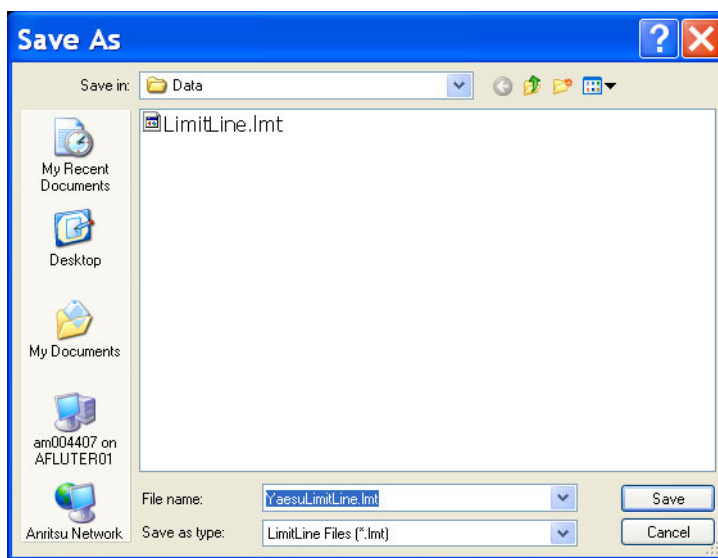 Save As
Save in:
Data
LimitLine.lmt
My Recent
Documents
Desktop
My Documents
am004407 on
AFLUTER01
Anritsu Network
File name:
YaesuLimitLine.lmt
Save
Save as type:
LimitLine Files (*.lmt)
Cancel